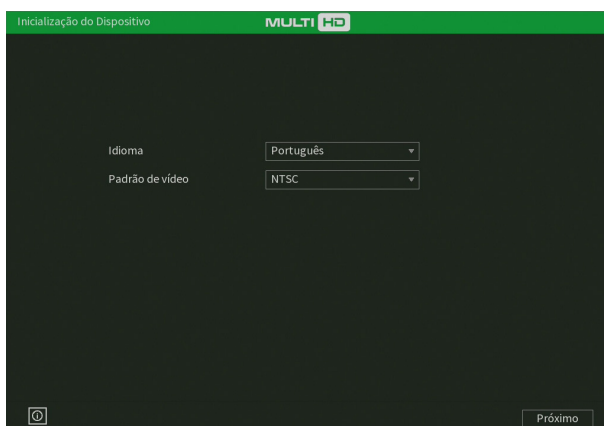 Inicialização do Dispositivo
MULTI HD
Idioma
Português
Padrão de vídeo
NTSC
Próximo